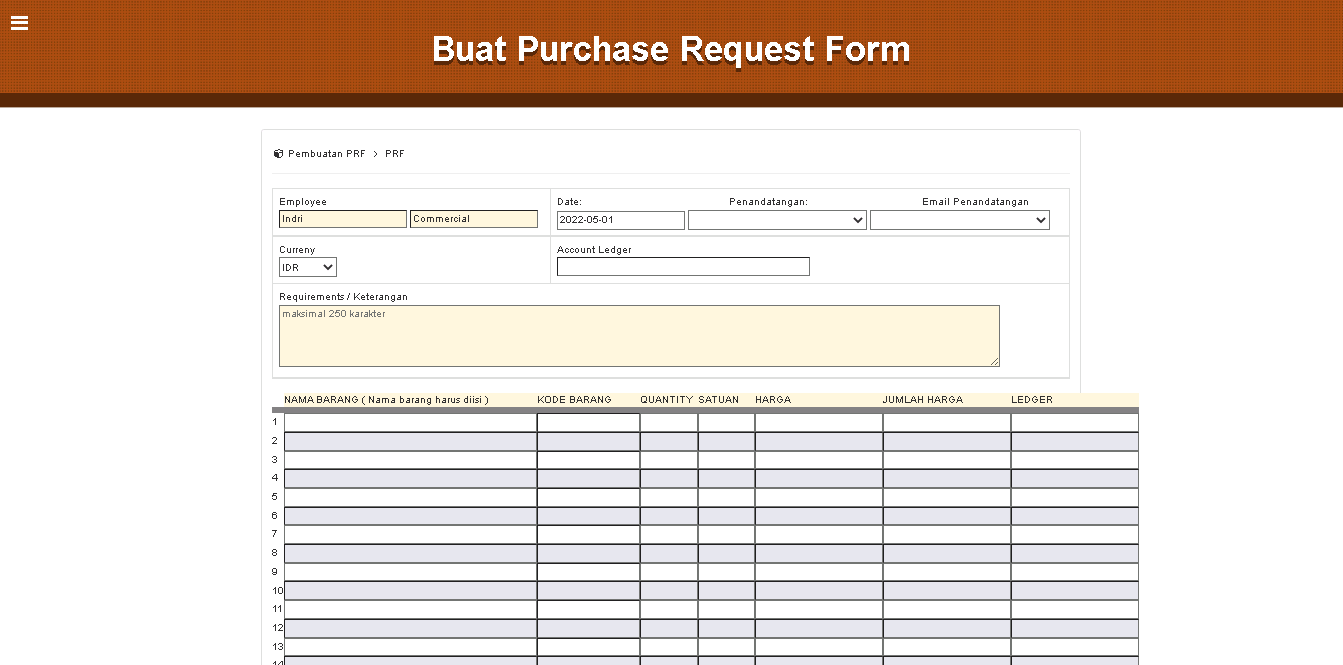 Buat Purchase Request Form
Pembuatan PRF > PRF
Employee
Indri Commercial
Date: Penandatangan: Email Penandatangan
2022-05-01
Curreny
IDR
Account Ledger
Requirements / Keterangan
maksimal 250 karakter
NAMA BARANG ( Nama barang harus diisi ) KODE BARANG QUANTITY SATUAN HARGA JUMLAH HARGA LEDGER
1
2
3
4
5
6
7
8
9
10
11
12
13
14